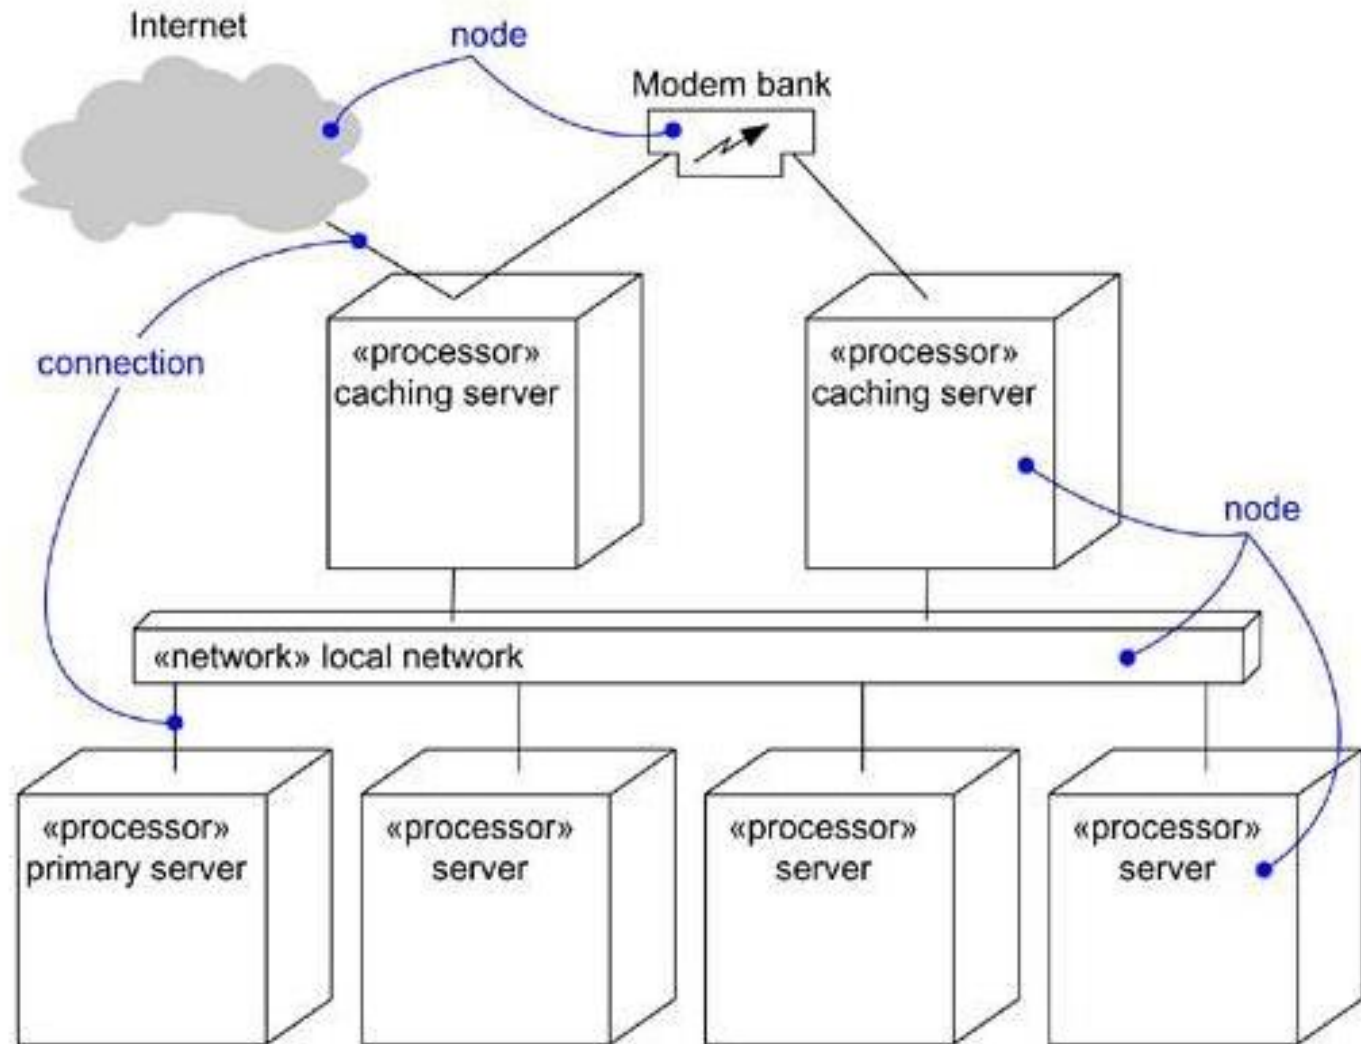 Internet
node
Modem bank
connection
«processor»
caching server
«processor»
caching server
node
«network» local network
«processor»
primary server
«processor»
server
«processor»
server
«processor»
server